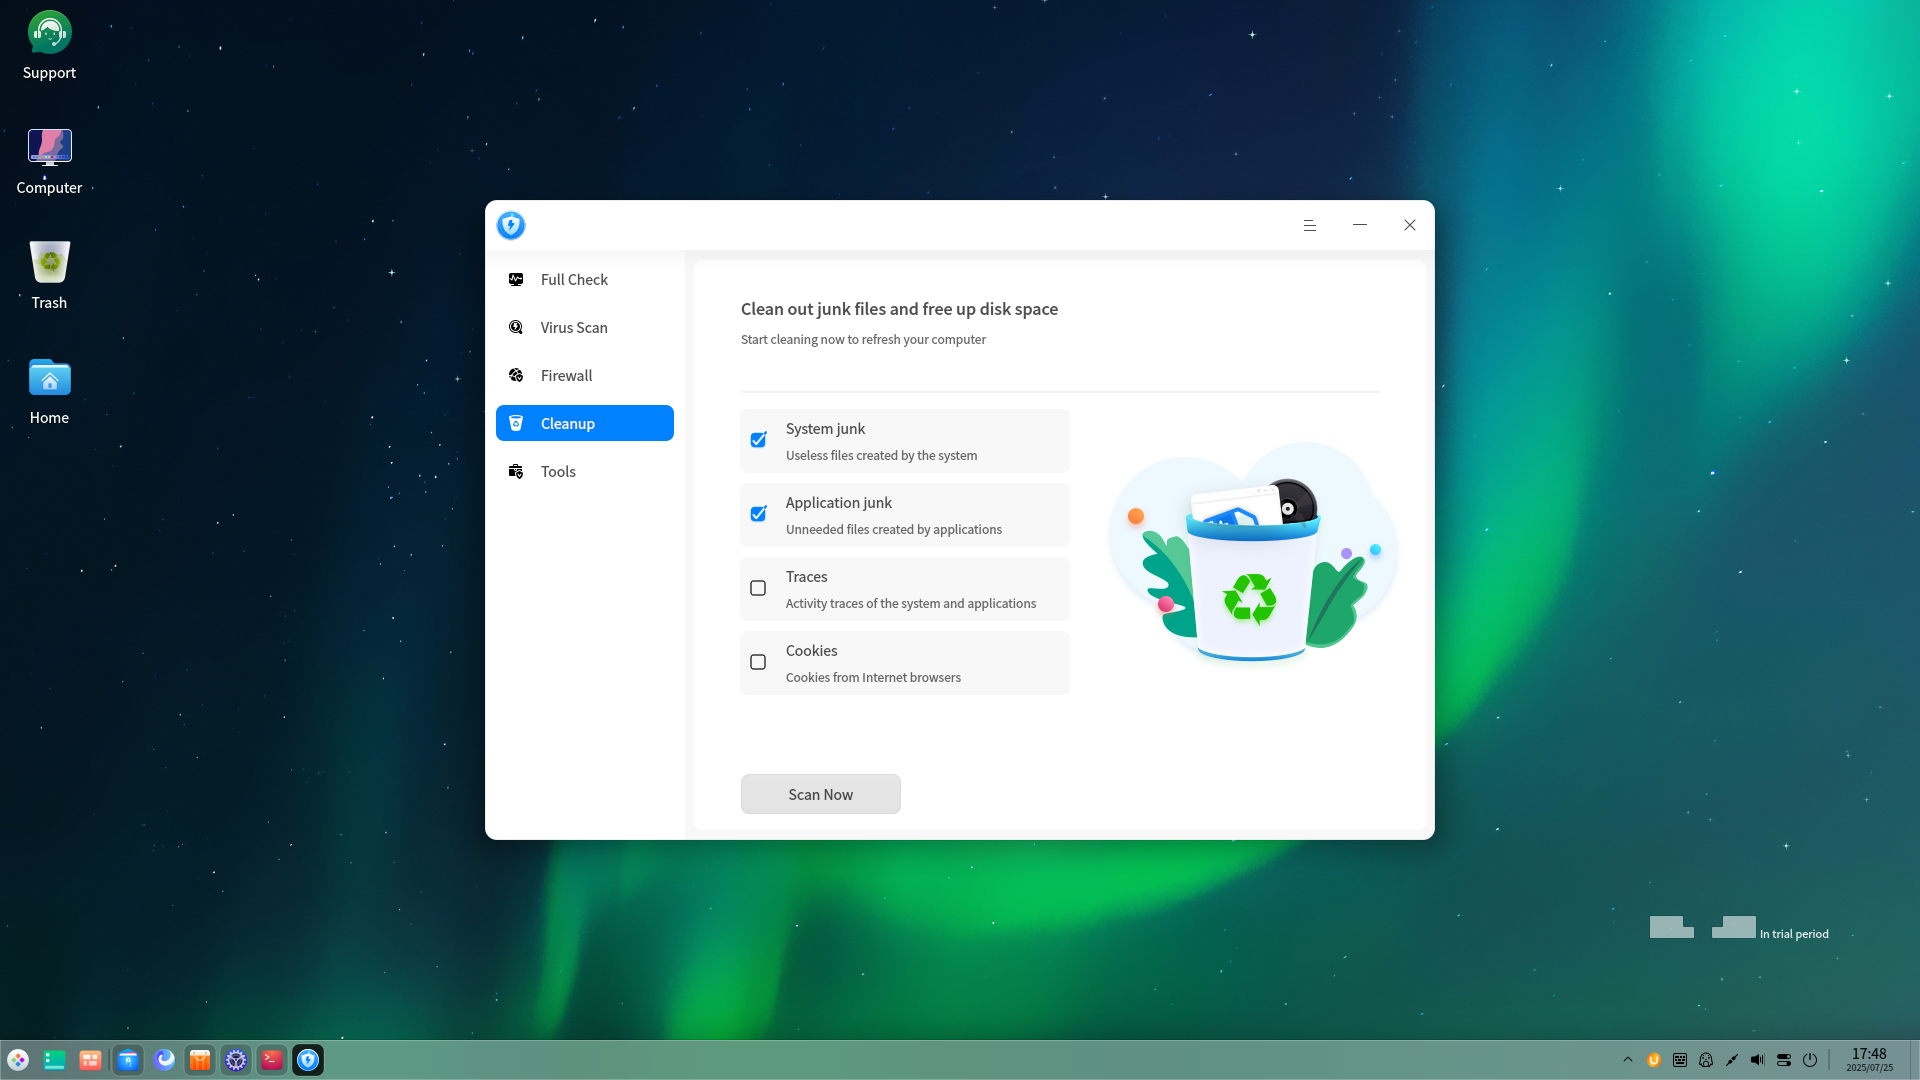 Support
Computer
Trash
Home
Full Check
Virus Scan
Firewall
Cleanup
Tools
Clean out junk files and free up disk space
Start cleaning now to refresh your computer
System junk
Useless files created by the system
Application junk
Unneeded files created by applications
Traces
Activity traces of the system and applications
Cookies
Cookies from Internet browsers
Scan Now
In trial period
17:48
2025/07/25